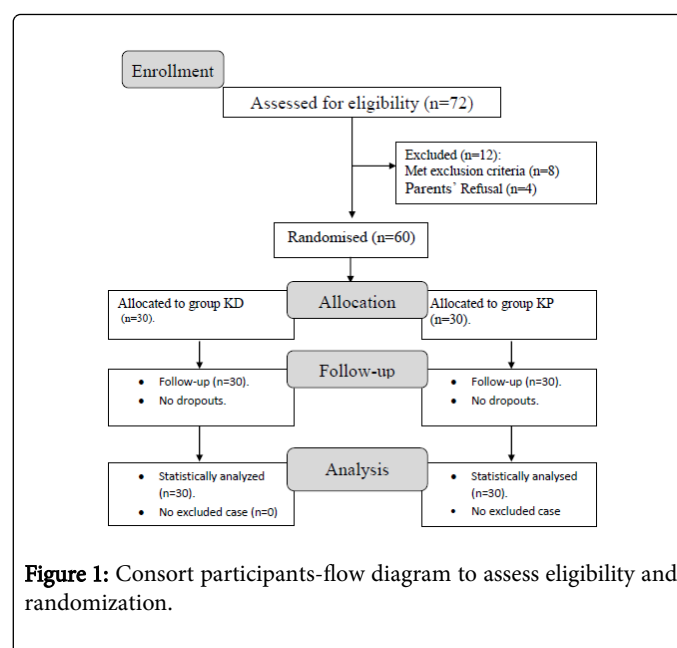 Enrollment
Assessed for eligibility (n=72)
Excluded (n=12):
Met exclusion criteria (n=8)
Parents' Refusal (n=4)
Randomised (n=60)
Allocation
Allocated to group KD
(n=30).
Allocated to group KP
(n=30).
Follow-up
• Follow-up (n=30).
• No dropouts.
• Follow-up (n=30).
• No dropouts.
Analysis
• Statistically analyzed
(n=30).
• No excluded case (n=0)
• Statistically analysed
(n=30).
• No excluded case
Figure 1: Consort participants-flow diagram to assess eligibility and
randomization.